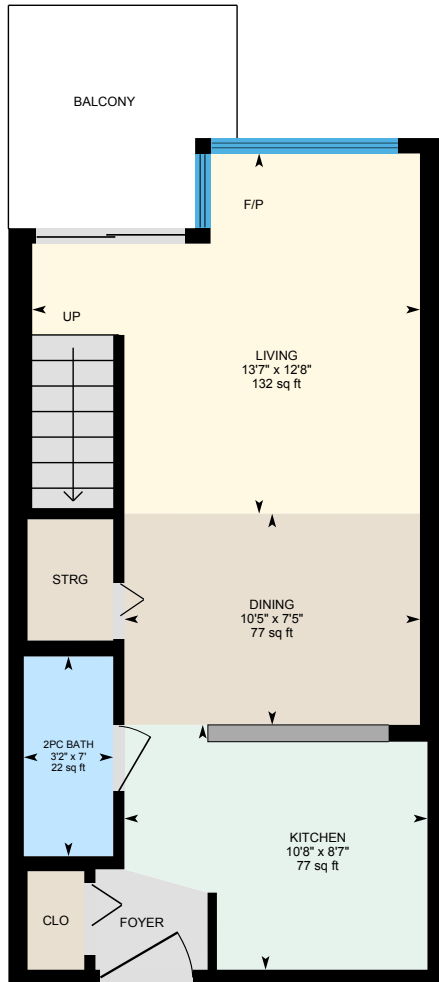 BALCONY
F/P
UP
LIVING
13'7" x 12'8"
132 sq ft
STRG
DINING
10'5" x 7'5"
77 sq ft
2PC BATH
3'2" x 7'
22 sq ft
KITCHEN
10'8" x 8'7"
77 sq ft
CLO
FOYER